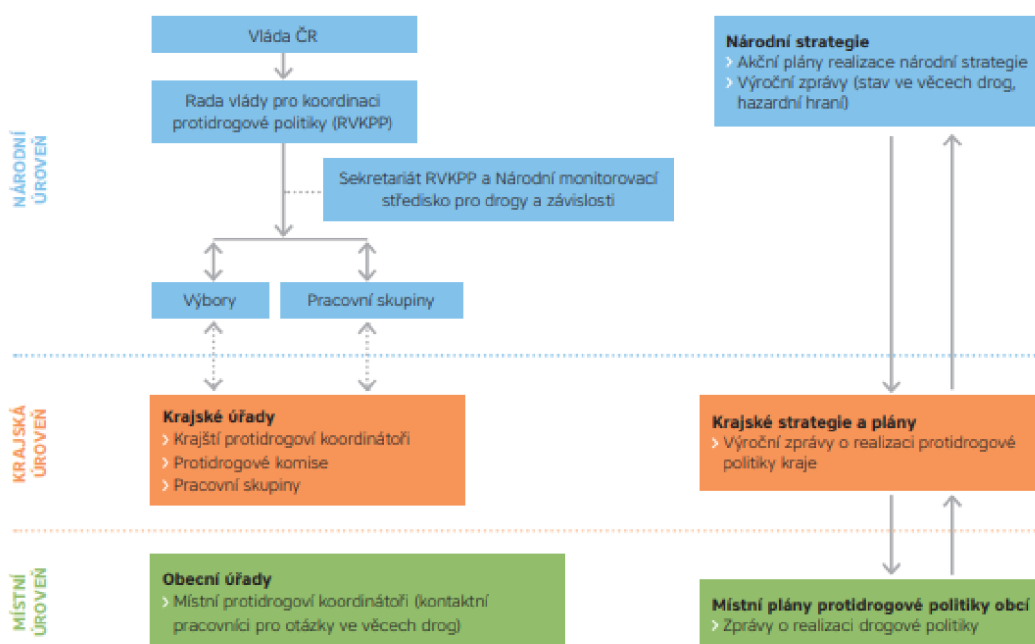 NÁRODNÍ
ÚROVEŇ
Vláda ČR
Rada vlády pro koordinaci
protidrogové politiky (RVKPP)
Sekretariát RVKPP a Národní monitorovací
středisko pro drogy a závislosti
Výbory
Pracovní skupiny
Národní strategie
› Akční plány realizace národní strategie
› Výroční zprávy (stav ve věcech drog,
hazardní hraní)
KRAJSKÁ
ÚROVEŇ
Krajské úřady
› Krajští protidrogoví koordinátoři
› Protidrogové komise
› Pracovní skupiny
Krajské strategie a plány
› Výroční zprávy o realizaci protidrogové
politiky kraje
MÍSTNÍ
ÚROVEŇ
Obecní úřady
› Místní protidrogoví koordinátoři (kontaktní
pracovníci pro otázky ve věcech drog)
Místní plány protidrogové politiky obcí
› Zprávy o realizaci drogové politiky